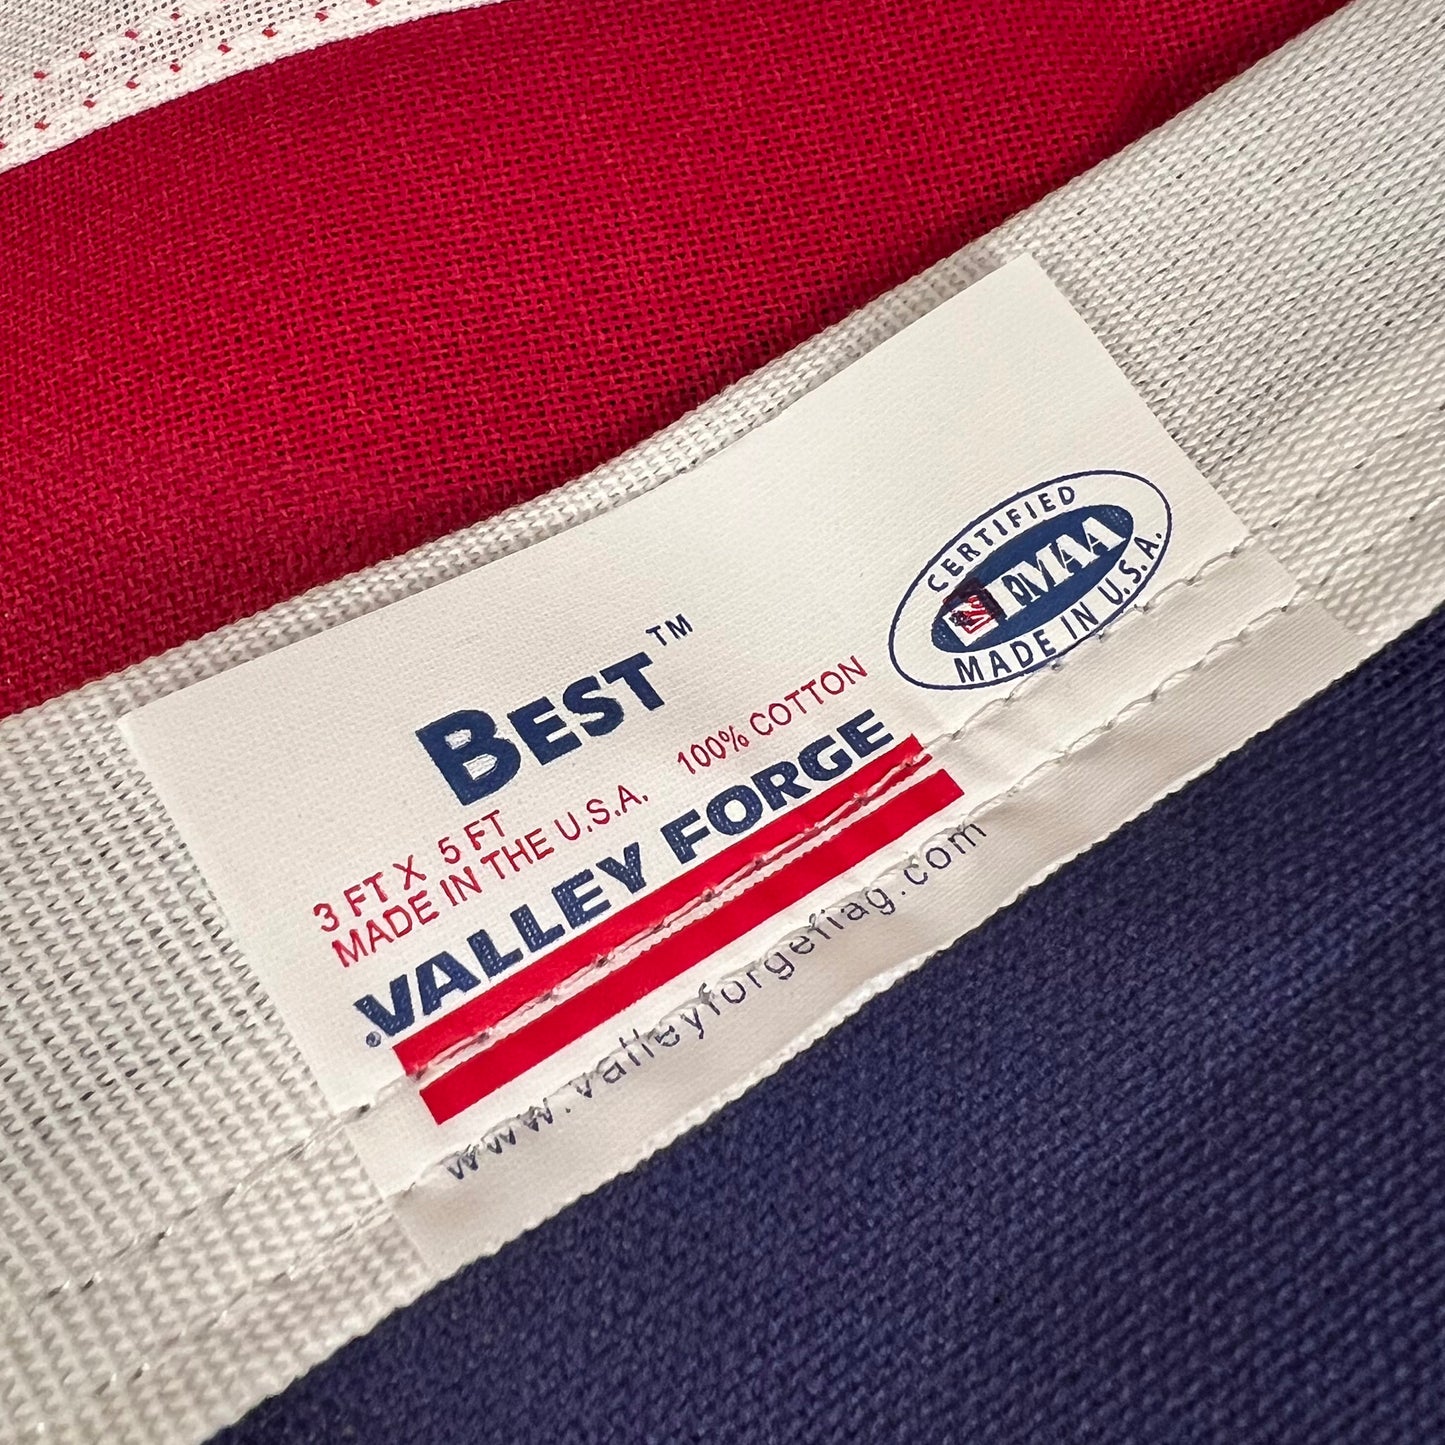 BEST™
3 FT X 5 FT
MADE IN THE U.S.A. 100% COTTON
VALLEY FORGE
www.valleyforgeflag.com
CERTIFIED
FMAA
MADE IN U.S.A.